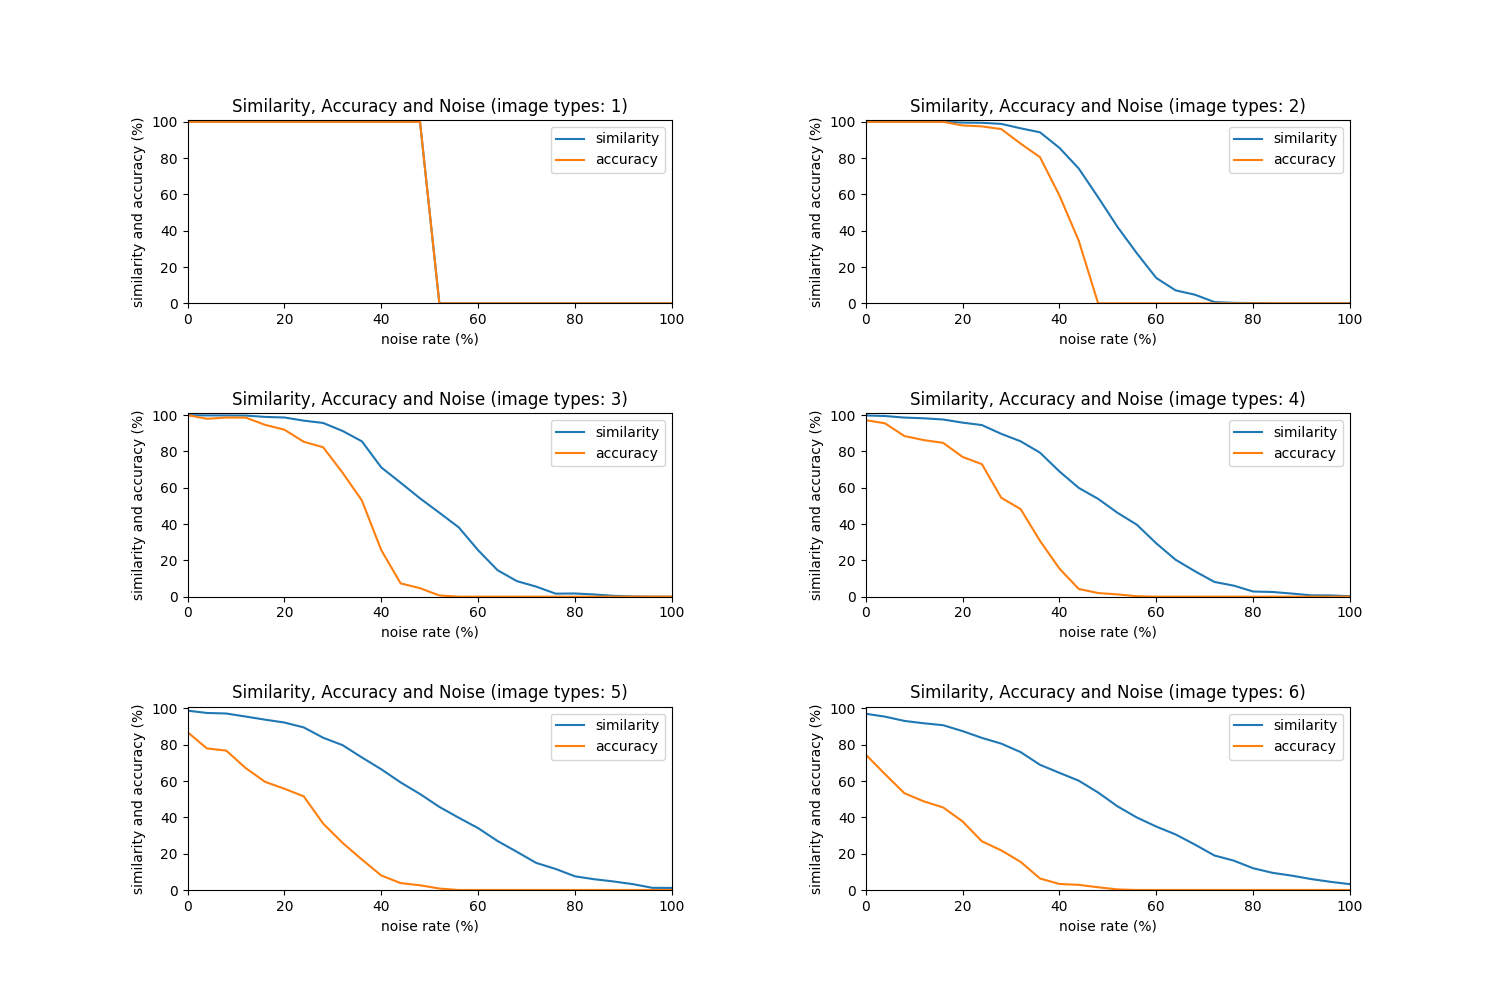 Similarity, Accuracy and Noise (image types: 1)
similarity and accuracy (%)
100
80
60
40
20
0
similarity
accuracy
0 20 40 60 80 100
noise rate (%)
Similarity, Accuracy and Noise (image types: 2)
similarity and accuracy (%)
100
80
60
40
20
0
similarity
accuracy
0 20 40 60 80 100
noise rate (%)
Similarity, Accuracy and Noise (image types: 3)
similarity and accuracy (%)
100
80
60
40
20
0
similarity
accuracy
0 20 40 60 80 100
noise rate (%)
Similarity, Accuracy and Noise (image types: 4)
similarity and accuracy (%)
100
80
60
40
20
0
similarity
accuracy
0 20 40 60 80 100
noise rate (%)
Similarity, Accuracy and Noise (image types: 5)
similarity and accuracy (%)
100
80
60
40
20
0
similarity
accuracy
0 20 40 60 80 100
noise rate (%)
Similarity, Accuracy and Noise (image types: 6)
similarity and accuracy (%)
100
80
60
40
20
0
similarity
accuracy
0 20 40 60 80 100
noise rate (%)